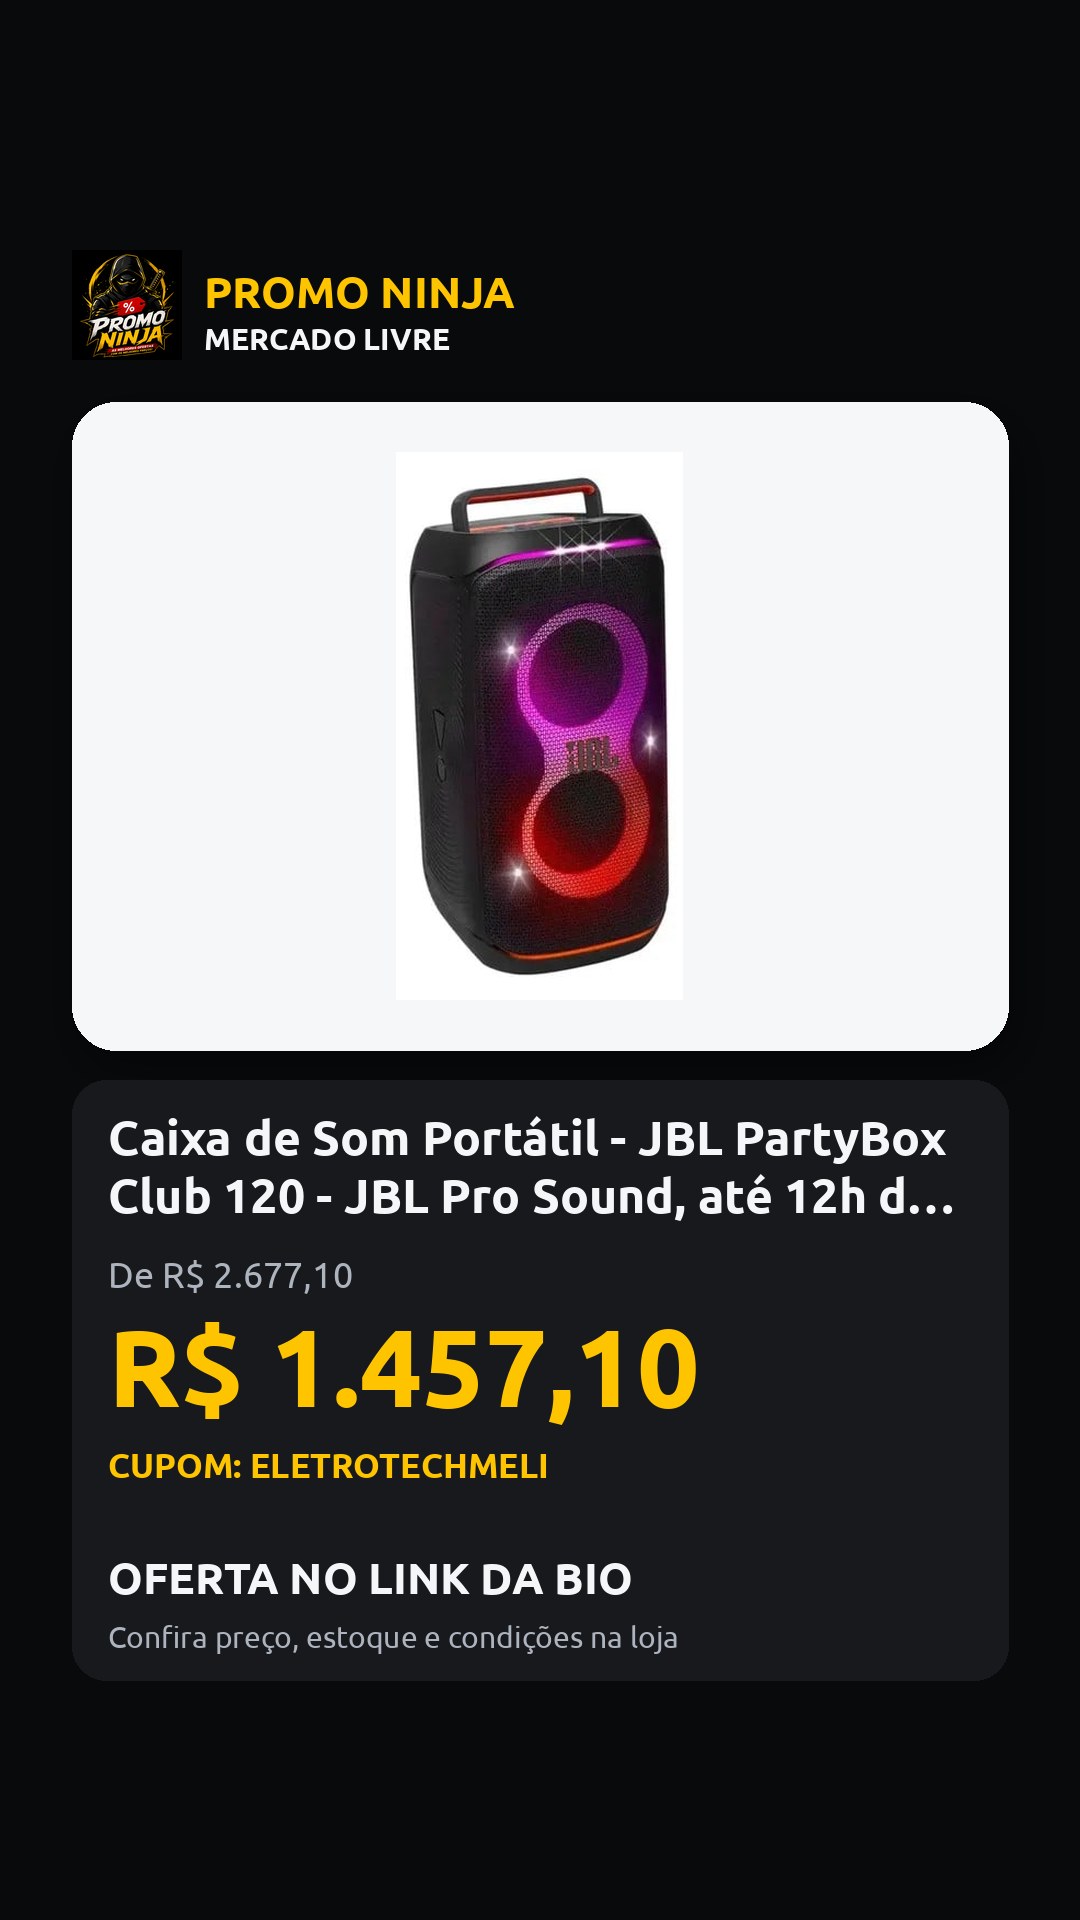 %
PROMO
NINJA
PROMO NINJA
MERCADO LIVRE
JBL
Caixa de Som Portátil - JBL PartyBox
Club 120 - JBL Pro Sound, até 12h d…
De R$ 2.677,10
R$ 1.457,10
CUPOM: ELETROTECHMELI
OFERTA NO LINK DA BIO
Confira preço, estoque e condições na loja